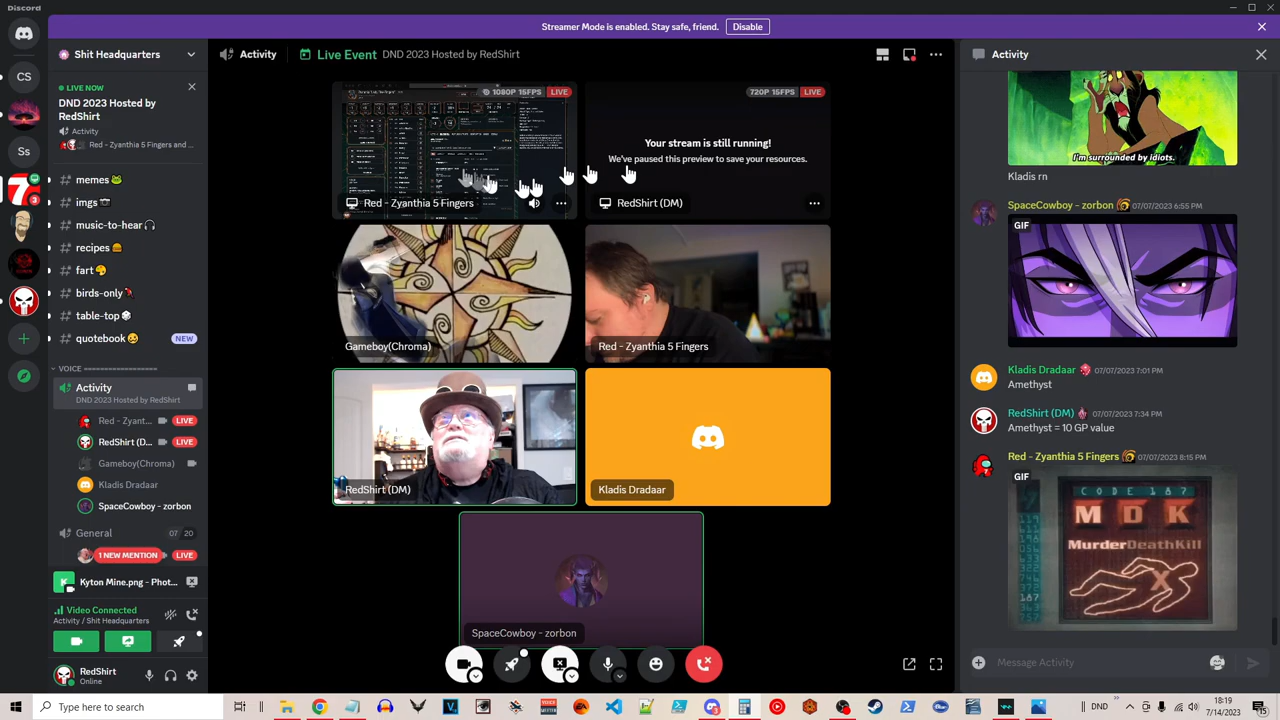 Discord
Streamer Mode is enabled. Stay safe, friend.
Disable
CS
Ss
7
3
Shit Headquarters
LIVE NOW
DND 2023 Hosted by
RedShirt
Activity
Red - Zyanthia 5 Fingers and ...
# memes
# imgs
# music-to-hear
# recipes
# fart
# birds-only
# table-top
# quotebook
NEW
VOICE ==================
Activity
DND 2023 Hosted by RedShirt
Red - Zyant...
LIVE
RedShirt (D...
LIVE
Gameboy(Chroma)
Kladis Dradaar
SpaceCowboy - zorbon
General
07 20
1 NEW MENTION
LIVE
Kyton Mine.png - Phot...
Video Connected
Activity / Shit Headquarters
RedShirt
Online
Activity
Live Event
DND 2023 Hosted by RedShirt
1080P 15FPS
LIVE
Red - Zyanthia 5 Fingers
720P 15FPS
LIVE
Your stream is still running!
We've paused this preview to save your resources.
RedShirt (DM)
Gameboy(Chroma)
Red - Zyanthia 5 Fingers
RedShirt (DM)
Kladis Dradaar
SpaceCowboy - zorbon
Activity
I'm surrounded by idiots.
Kladis rn
SpaceCowboy - zorbon 07/07/2023 6:55 PM
GIF
Kladis Dradaar 07/07/2023 7:01 PM
Amethyst
RedShirt (DM) 07/07/2023 7:34 PM
Amethyst = 10 GP value
Red - Zyanthia 5 Fingers 07/07/2023 8:15 PM
GIF
CODE 187
MDK
MurderDeathKill
Message Activity
Type here to search
DND
18:19
7/14/2023
15